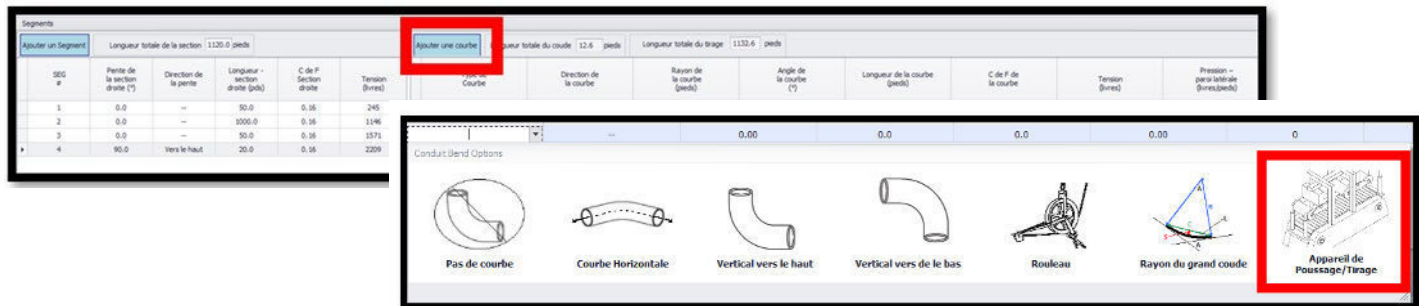 Segments
Ajouter un Segment Longueur totale de la section 1120.0 pieds Ajouter une courbe Longueur totale du coude 12.6 pieds Longueur totale du tirage 1132.6 pieds
SEG # Pente de la section droite (°) Direction de la pente Longueur - section droite (pds) C de F Section droite Tension (livres) Type de Courbe Direction de la courbe Rayon de la courbe (pieds) Angle de la courbe (°) Longueur de la courbe (pieds) C de F de la courbe Tension (livres) Pression – paroi latérale (livres/pieds)
1 0.0 -- 50.0 0.16 245
2 0.0 -- 1000.0 0.16 1146
3 0.0 -- 50.0 0.16 1571
4 90.0 Vers le haut 20.0 0.16 2209
-- 0.00 0.0 0.0 0.00 0
Conduit Bend Options
Pas de courbe Courbe Horizontale Vertical vers le haut Vertical vers de le bas Rouleau Rayon du grand coude Appareil de
Poussage/Tirage